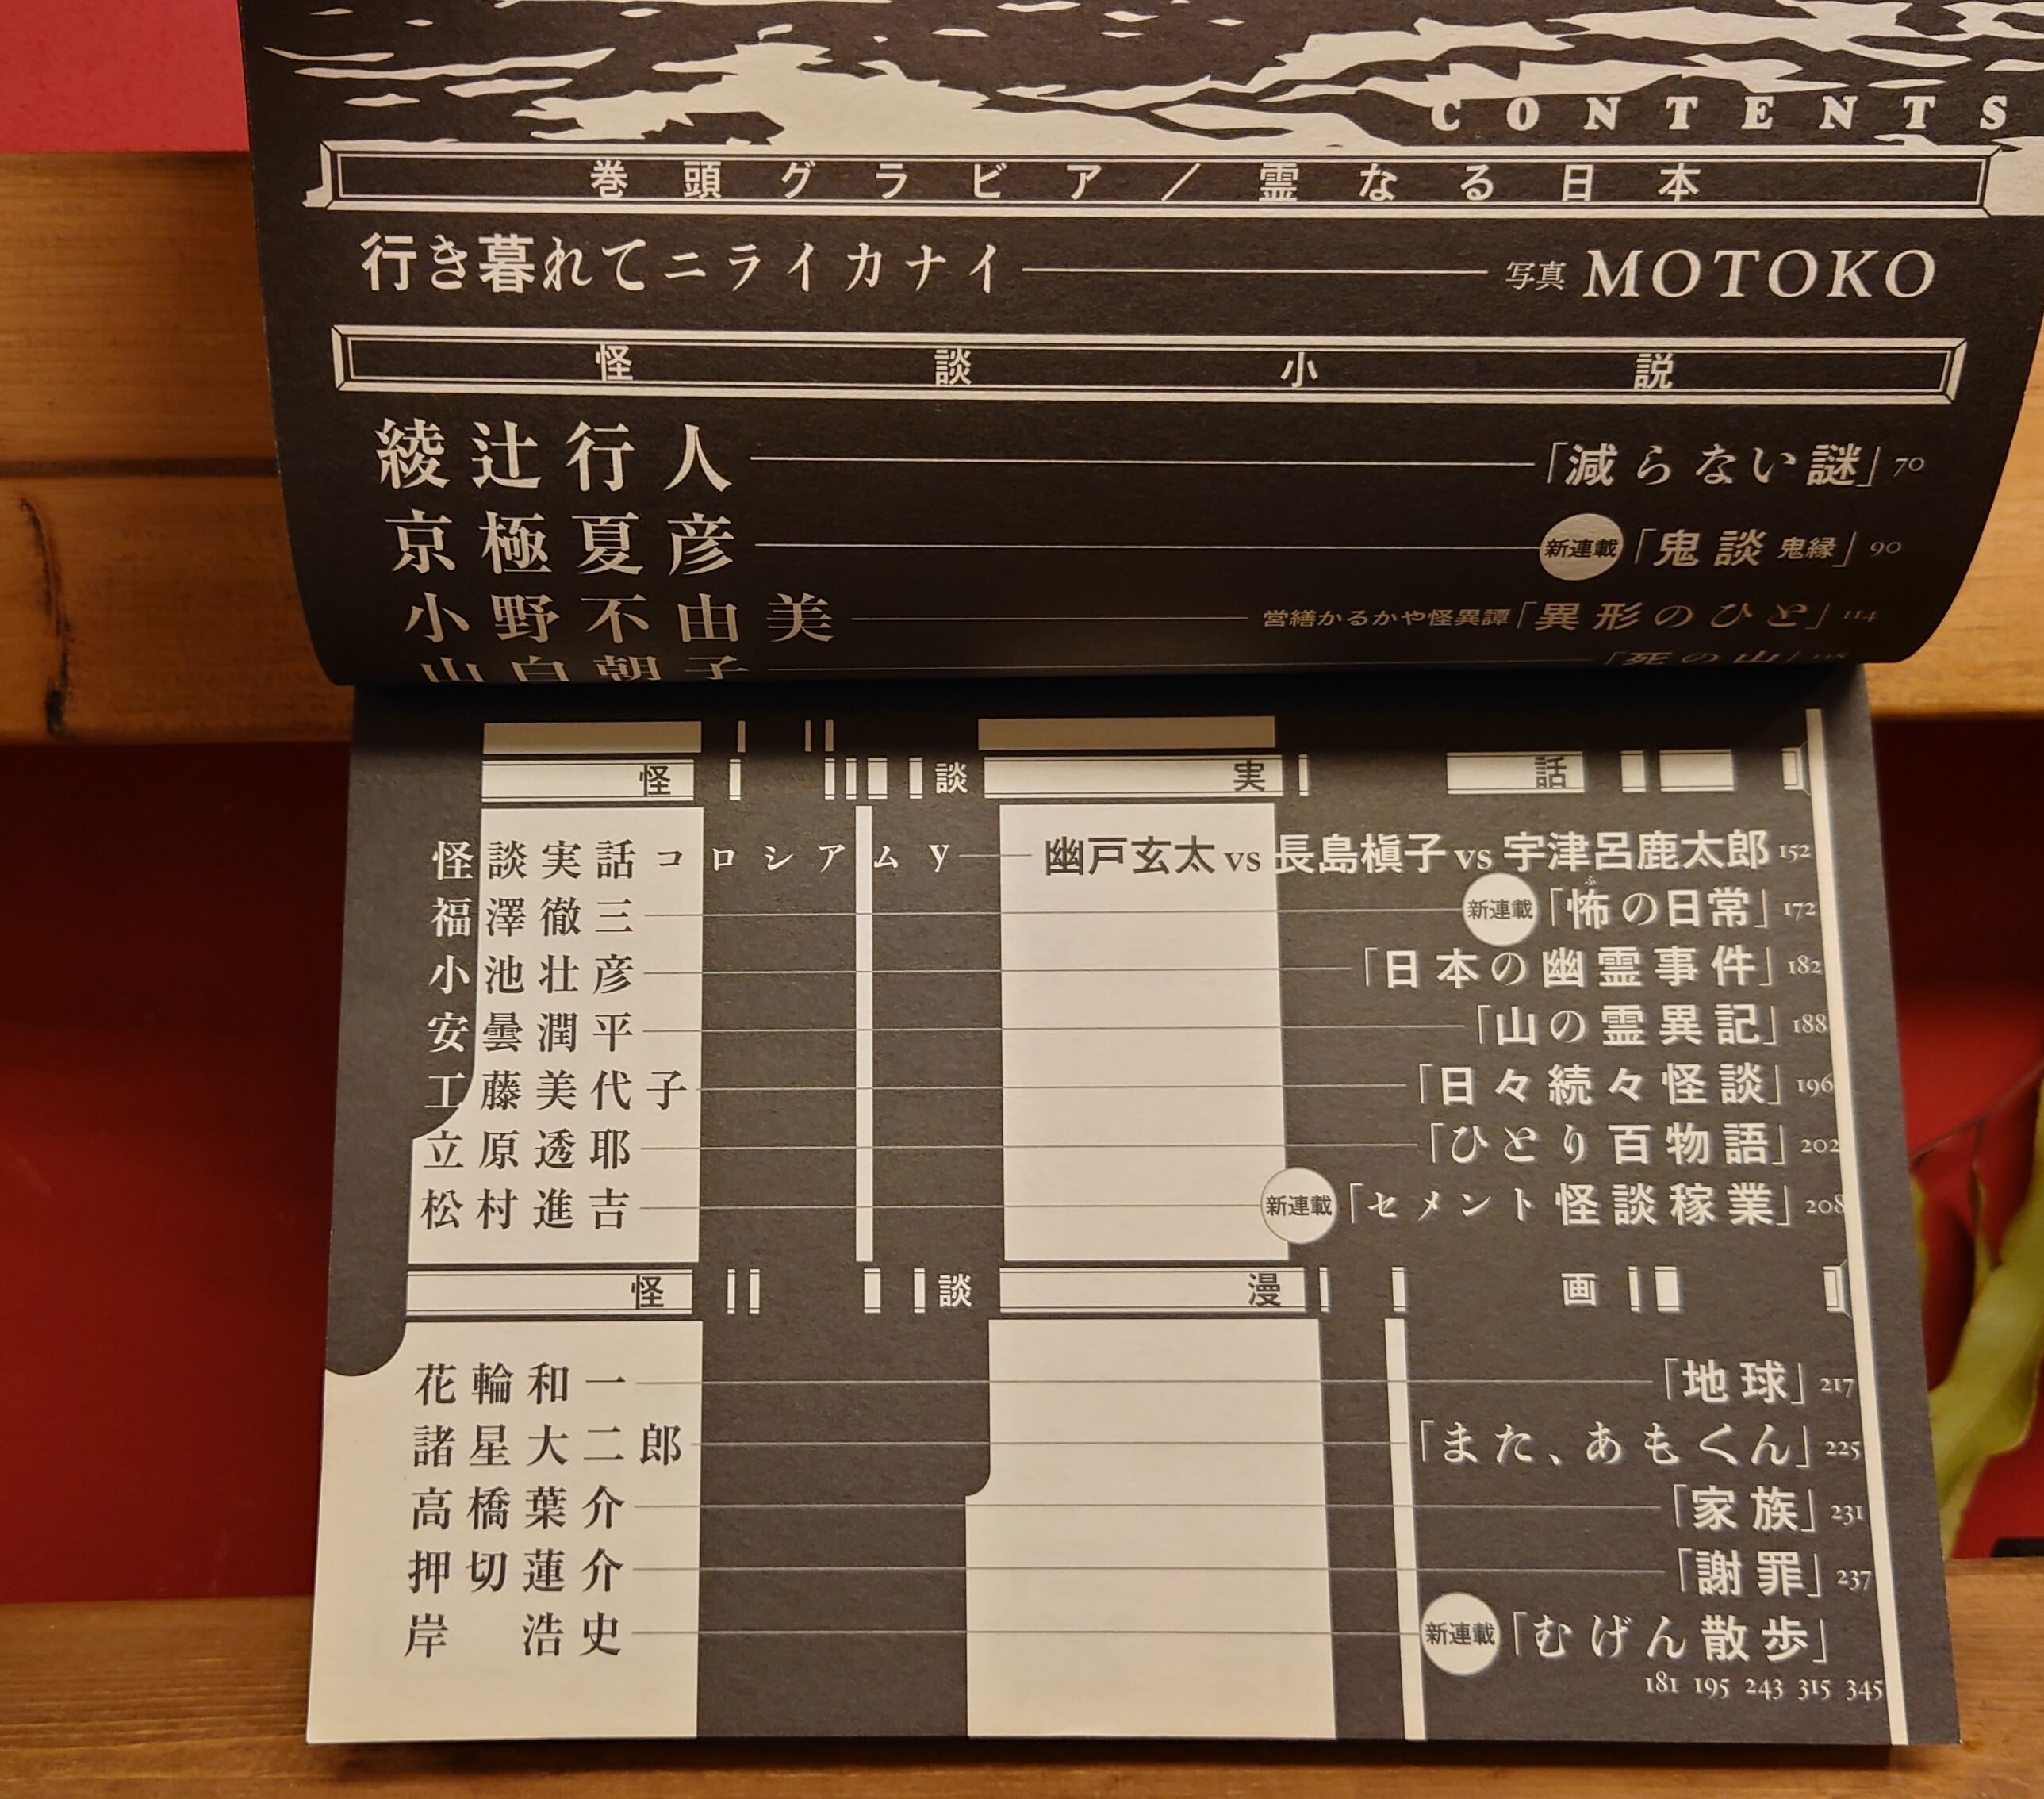 CONTENTS
巻頭グラビア／霊なる日本
行き暮れてニライカナイ 写真 MOTOKO
怪談小説
綾辻行人 「減らない謎」 70
京極夏彦 新連載 「鬼談 鬼縁」 90
小野不由美 営繕かるかや怪異譚「異形のひと」 114
山白朝子 「死の山」
怪談実話
怪談実話コロシアムy 幽戸玄太 vs 長島槇子 vs 宇津呂鹿太郎 152
福澤徹三 新連載 「怖の日常」 172
小池壮彦 「日本の幽霊事件」 182
安曇潤平 「山の霊異記」 188
工藤美代子 「日々続々怪談」 196
立原透耶 「ひとり百物語」 202
松村進吉 新連載 「セメント怪談稼業」 208
怪談漫画
花輪和一 「地球」 217
諸星大二郎 「また、あもくん」 225
高橋葉介 「家族」 231
押切蓮介 「謝罪」 237
岸 浩史 新連載 「むげん散歩」
181 195 243 315 345